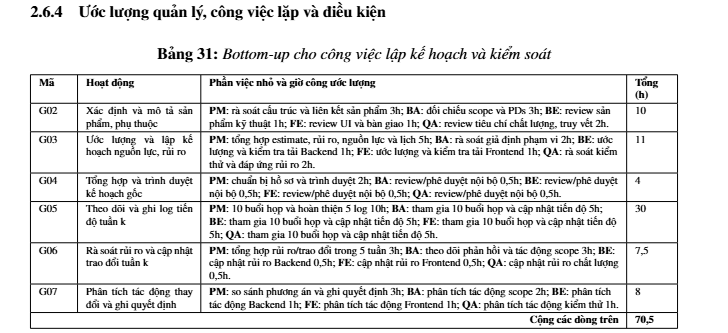 2.6.4 Ước lượng quản lý, công việc lặp và điều kiện
Bảng 31: Bottom-up cho công việc lập kế hoạch và kiểm soát
Mã Hoạt động Phần việc nhỏ và giờ công ước lượng Tổng (h)
G02 Xác định và mô tả sản phẩm, phụ thuộc
PM: rà soát cấu trúc và liên kết sản phẩm 3h; BA: đối chiếu scope và PDs 3h; BE: review sản
phẩm kỹ thuật 1h; FE: review UI và bàn giao 1h; QA: review tiêu chí chất lượng, truy vết 2h.
10
G03 Ước lượng và lập kế hoạch nguồn lực, rủi ro
PM: tổng hợp estimate, rủi ro, nguồn lực và lịch 5h; BA: rà soát giả định phạm vi 2h; BE: ước
lượng và kiểm tra tải Backend 1h; FE: ước lượng và kiểm tra tải Frontend 1h; QA: rà soát kiểm
thử và đáp ứng rủi ro 2h.
11
G04 Tổng hợp và trình duyệt kế hoạch gốc
PM: chuẩn bị hồ sơ và trình duyệt 2h; BA: review/phê duyệt nội bộ 0,5h; BE: review/phê duyệt
nội bộ 0,5h; FE: review/phê duyệt nội bộ 0,5h; QA: review/phê duyệt nội bộ 0,5h.
4
G05 Theo dõi và ghi log tiến độ tuần k
PM: 10 buổi họp và hoàn thiện 5 log 10h; BA: tham gia 10 buổi họp và cập nhật tiến độ 5h;
BE: tham gia 10 buổi họp và cập nhật tiến độ 5h; FE: tham gia 10 buổi họp và cập nhật tiến độ
5h; QA: tham gia 10 buổi họp và cập nhật tiến độ 5h.
30
G06 Rà soát rủi ro và cập nhật trao đổi tuần k
PM: tổng hợp rủi ro/trao đổi trong 5 tuần 3h; BA: theo dõi phản hồi và tác động scope 3h; BE:
cập nhật rủi ro Backend 0,5h; FE: cập nhật rủi ro Frontend 0,5h; QA: cập nhật rủi ro chất lượng
0,5h.
7,5
G07 Phân tích tác động thay đổi và ghi quyết định
PM: so sánh phương án và ghi quyết định 3h; BA: phân tích tác động scope 2h; BE: phân tích
tác động Backend 1h; FE: phân tích tác động Frontend 1h; QA: phân tích tác động kiểm thử 1h.
8
Cộng các dòng trên 70,5